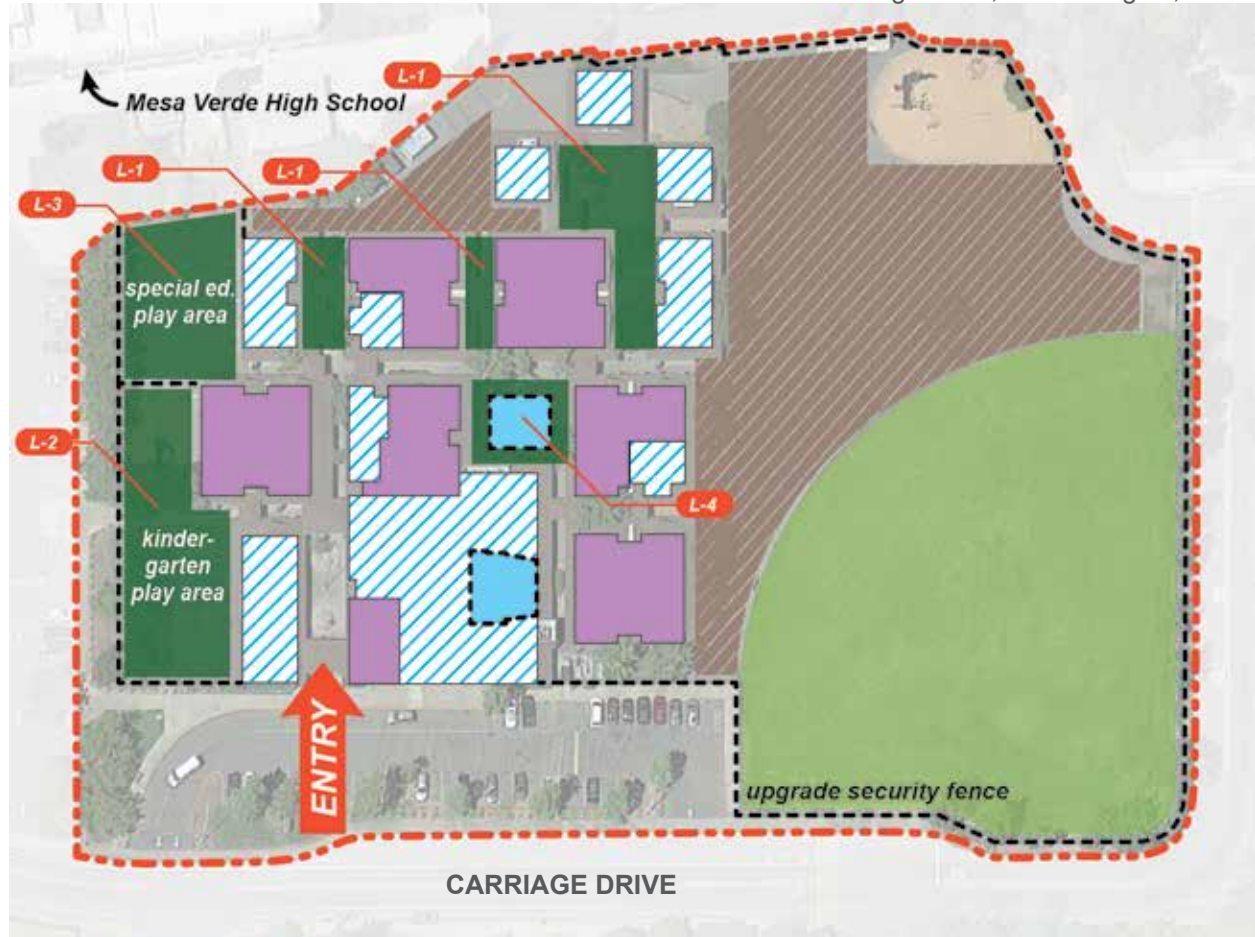 L-1
Mesa Verde High School
L-1
L-1
L-3
special ed.
play area
L-2
L-4
kinder-
garten
play area
ENTRY
upgrade security fence
CARRIAGE DRIVE